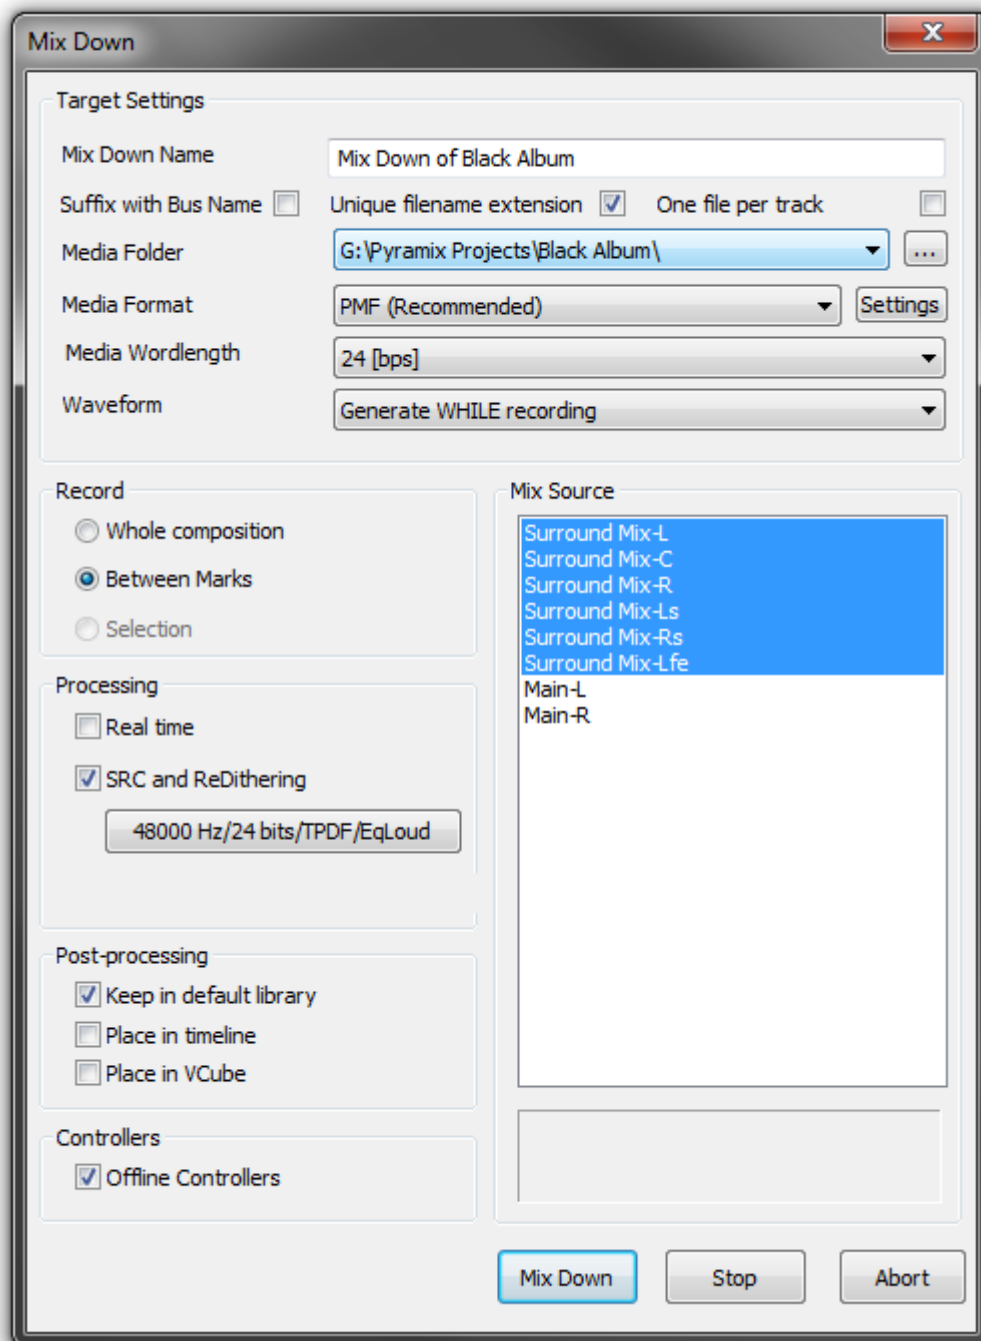 Mix Down
Target Settings
Mix Down Name Mix Down of Black Album
Suffix with Bus Name Unique filename extension One file per track
Media Folder G:\Pyramix Projects\Black Album\ ...
Media Format PMF (Recommended) Settings
Media Wordlength 24 [bps]
Waveform Generate WHILE recording
Record
Whole composition
Between Marks
Selection
Processing
Real time
SRC and ReDithering
48000 Hz/24 bits/TPDF/EqLoud
Post-processing
Keep in default library
Place in timeline
Place in VCube
Controllers
Offline Controllers
Mix Source
Surround Mix-L
Surround Mix-C
Surround Mix-R
Surround Mix-Ls
Surround Mix-Rs
Surround Mix-Lfe
Main-L
Main-R
Mix Down Stop Abort